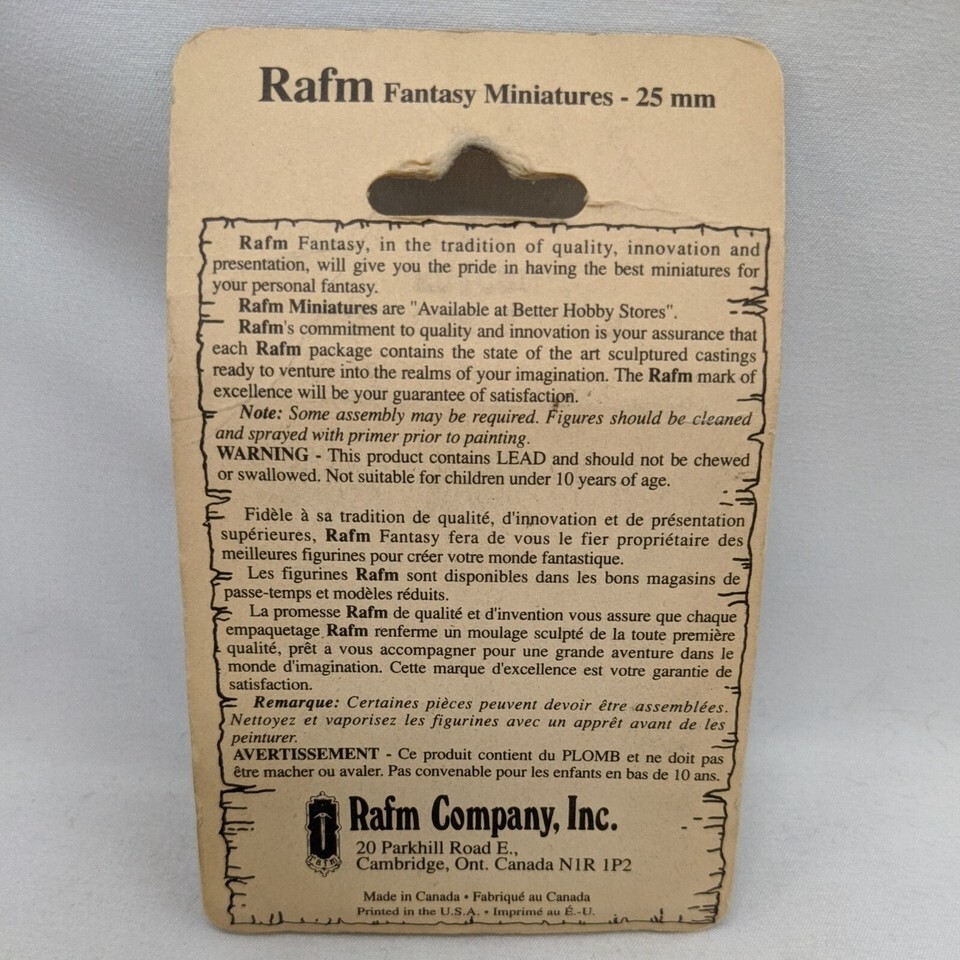 Rafm Fantasy Miniatures - 25 mm
Rafm Fantasy, in the tradition of quality, innovation and
presentation, will give you the pride in having the best miniatures for
your personal fantasy.
Rafm Miniatures are "Available at Better Hobby Stores".
Rafm's commitment to quality and innovation is your assurance that
each Rafm package contains the state of the art sculptured castings
ready to venture into the realms of your imagination. The Rafm mark of
excellence will be your guarantee of satisfaction.
Note: Some assembly may be required. Figures should be cleaned
and sprayed with primer prior to painting.
WARNING - This product contains LEAD and should not be chewed
or swallowed. Not suitable for children under 10 years of age.
Fidèle à sa tradition de qualité, d'innovation et de présentation
supérieures, Rafm Fantasy fera de vous le fier propriétaire des
meilleures figurines pour créer votre monde fantastique.
Les figurines Rafm sont disponibles dans les bons magasins de
passe-temps et modèles réduits.
La promesse Rafm de qualité et d'invention vous assure que chaque
empaquetage Rafm renferme un moulage sculpté de la toute première
qualité, prêt a vous accompagner pour une grande aventure dans le
monde d'imagination. Cette marque d'excellence est votre garantie de
satisfaction.
Remarque: Certaines pièces peuvent devoir être assemblées.
Nettoyez et vaporisez les figurines avec un apprêt avant de les
peinturer.
AVERTISSEMENT - Ce produit contient du PLOMB et ne doit pas
être macher ou avaler. Pas convenable pour les enfants en bas de 10 ans.
Rafm
Rafm Company, Inc.
20 Parkhill Road E.,
Cambridge, Ont. Canada N1R 1P2
Made in Canada • Fabriqué au Canada
Printed in the U.S.A. • Imprimé au É.-U.